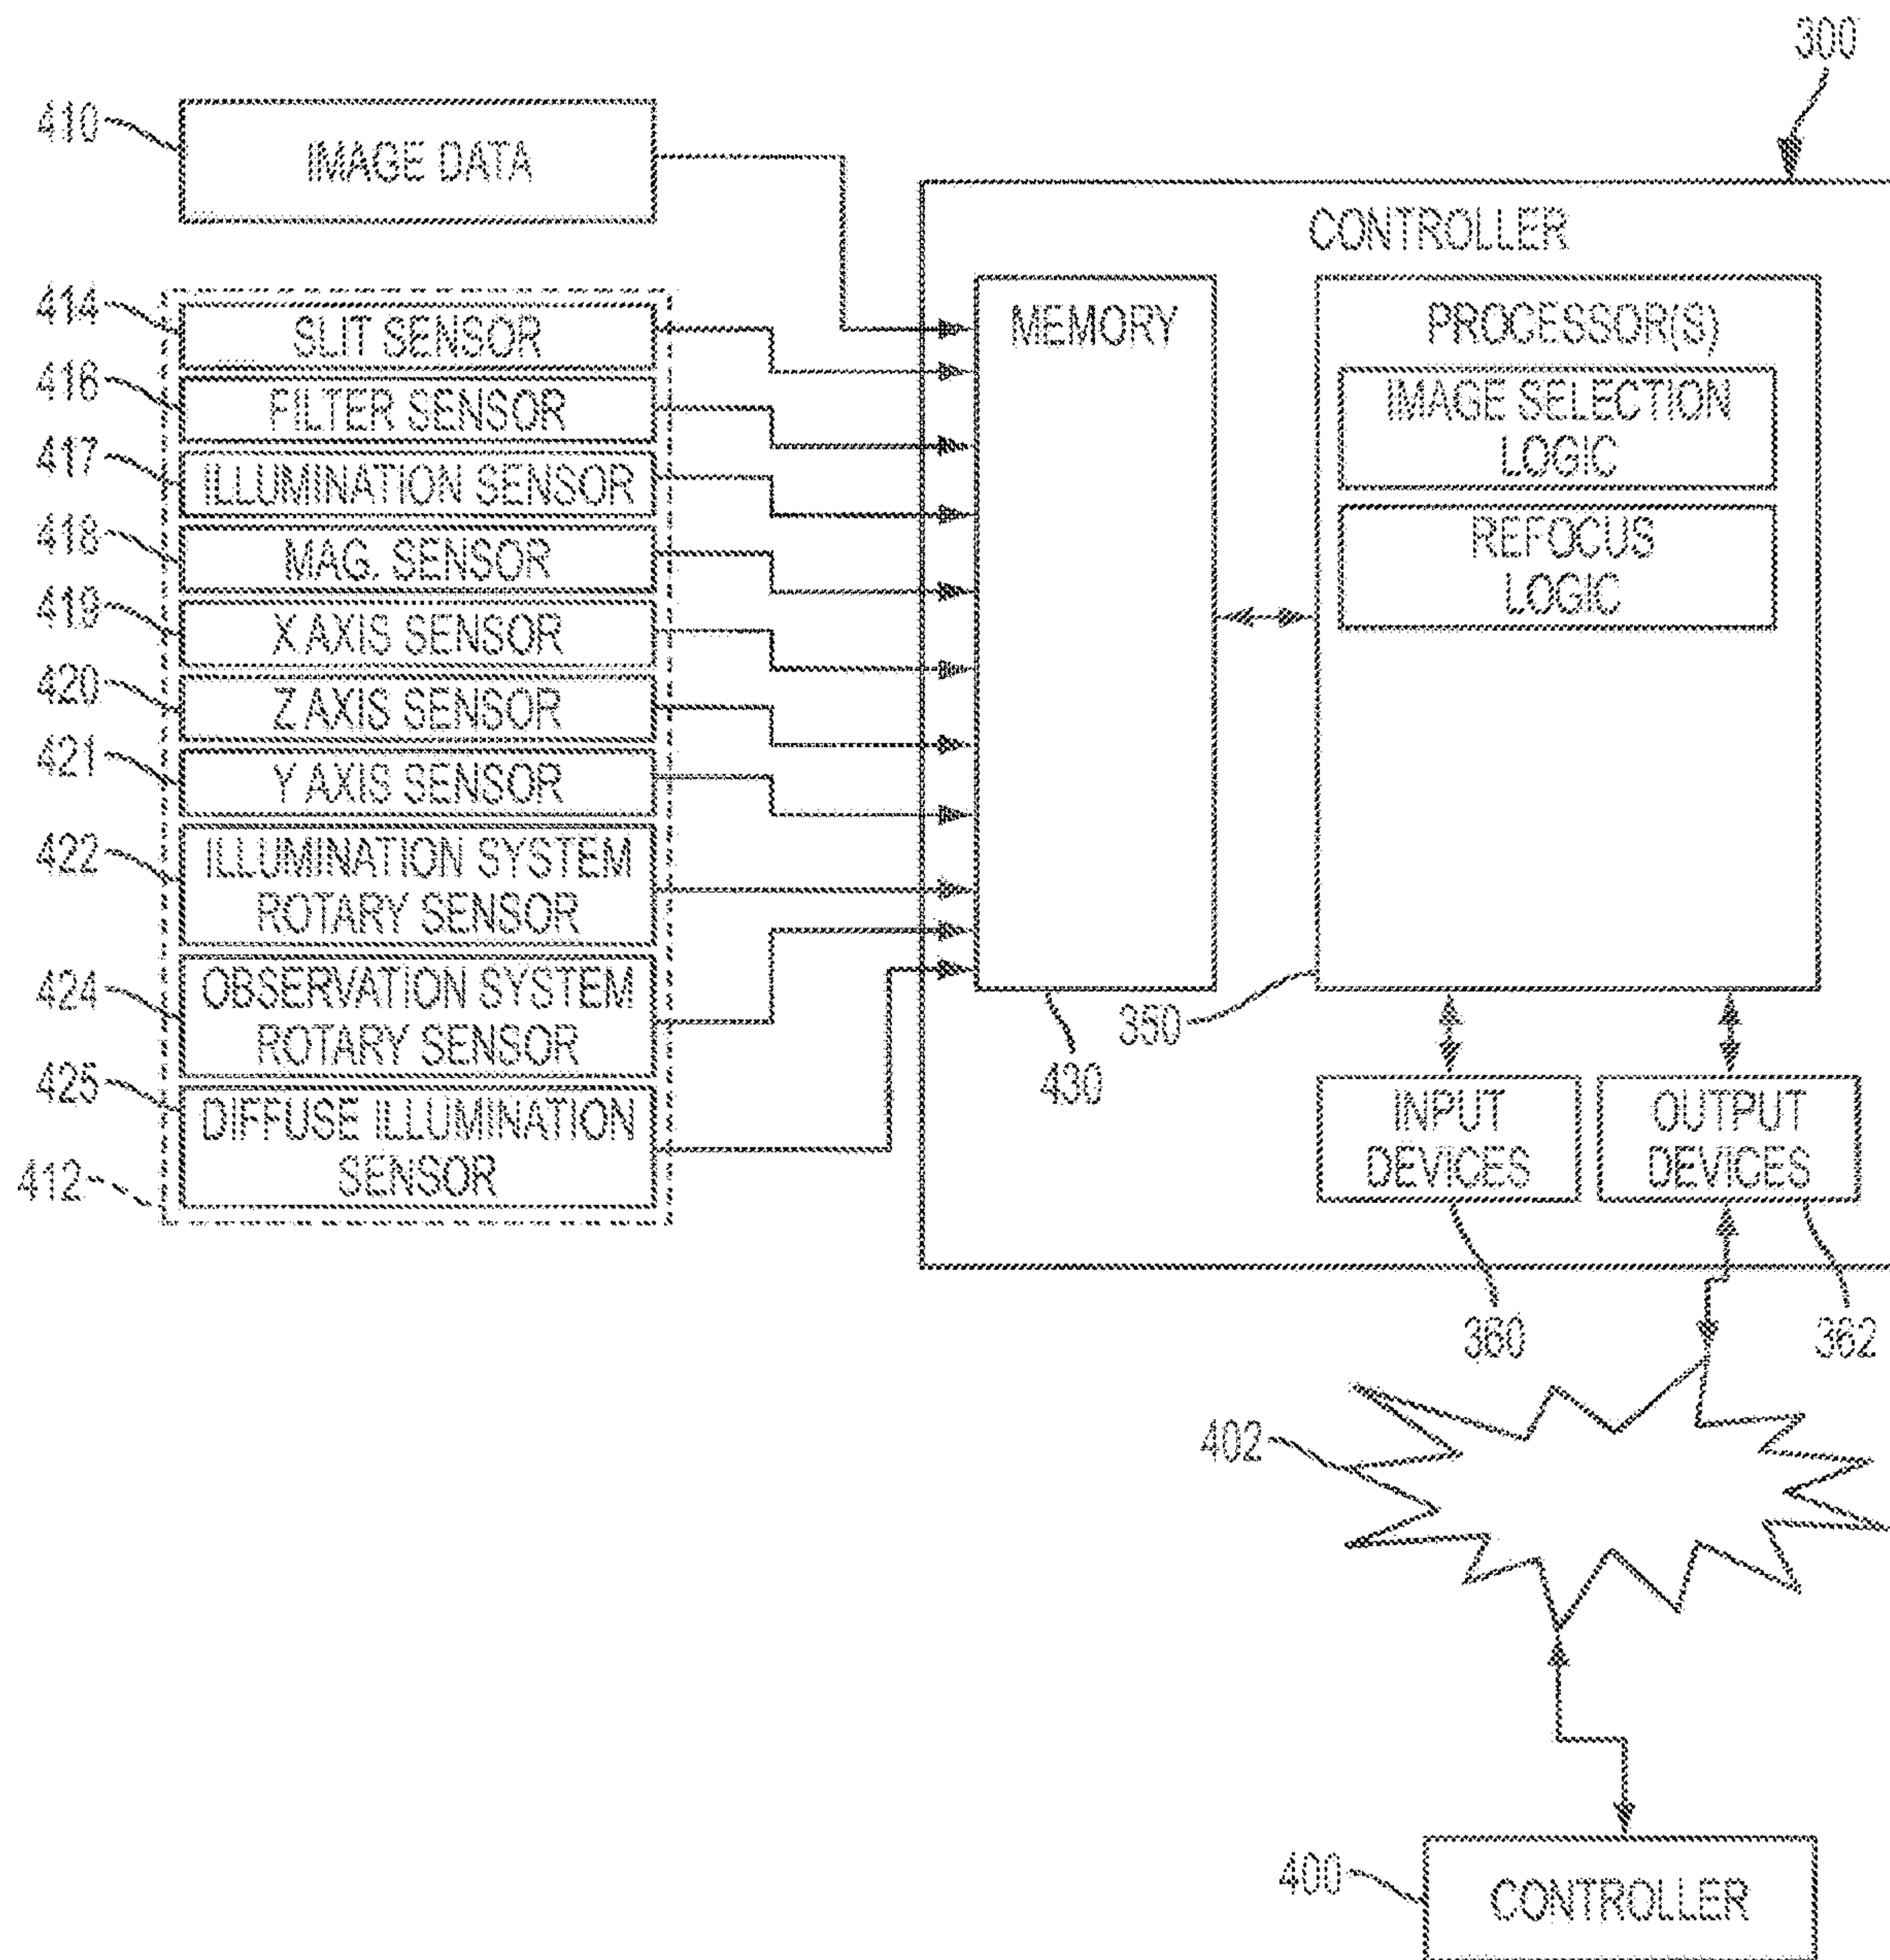 300
410
IMAGE DATA
CONTROLLER
414
SLIT SENSOR
MEMORY
PROCESSOR(S)
416
FILTER SENSOR
IMAGE SELECTION
LOGIC
417
ILLUMINATION SENSOR
418
MAG. SENSOR
REFOCUS
LOGIC
419
X AXIS SENSOR
420
Z AXIS SENSOR
421
Y AXIS SENSOR
422
ILLUMINATION SYSTEM
ROTARY SENSOR
424
OBSERVATION SYSTEM
ROTARY SENSOR
350
430
425
DIFFUSE ILLUMINATION
SENSOR
412
INPUT
DEVICES
OUTPUT
DEVICES
360
362
402
400
CONTROLLER